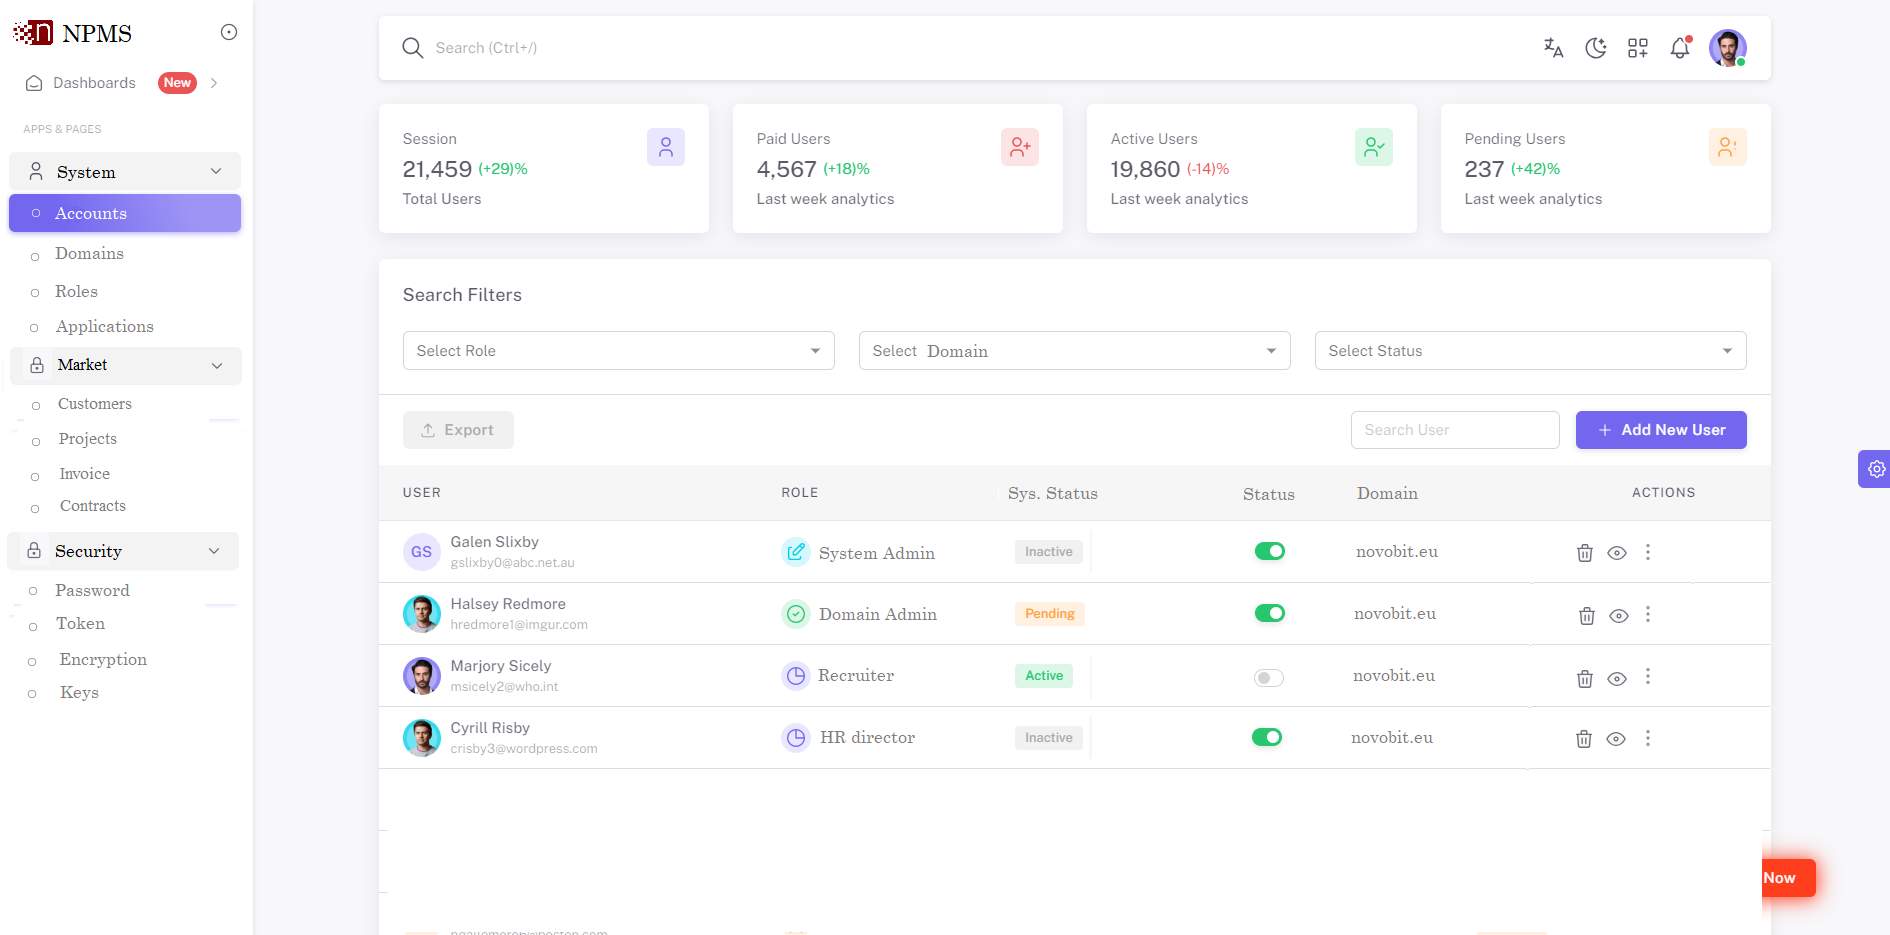 NPMS
Dashboards New
APPS & PAGES
System
Accounts
Domains
Roles
Applications
Market
Customers
Projects
Invoice
Contracts
Security
Password
Token
Encryption
Keys
Search (Ctrl+/)
Session
21,459 (+29)%
Total Users
Paid Users
4,567 (+18)%
Last week analytics
Active Users
19,860 (-14)%
Last week analytics
Pending Users
237 (+42)%
Last week analytics
Search Filters
Select Role
Select Domain
Select Status
Export
Search User
+ Add New User
USER ROLE Sys. Status Status Domain ACTIONS
GS Galen Slixby
gslixby0@abc.net.au
System Admin Inactive novobit.eu
Halsey Redmore
hredmore1@imgur.com
Domain Admin Pending novobit.eu
Marjory Sicely
msicely2@who.int
Recruiter Active novobit.eu
Cyrill Risby
crisby3@wordpress.com
HR director Inactive novobit.eu
Now